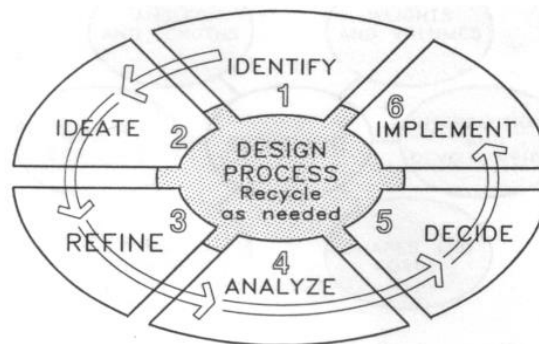 IDENTIFY
1
IDEATE
2
REFINE
3
ANALYZE
4
DECIDE
5
IMPLEMENT
6
DESIGN
PROCESS
Recycle
as needed